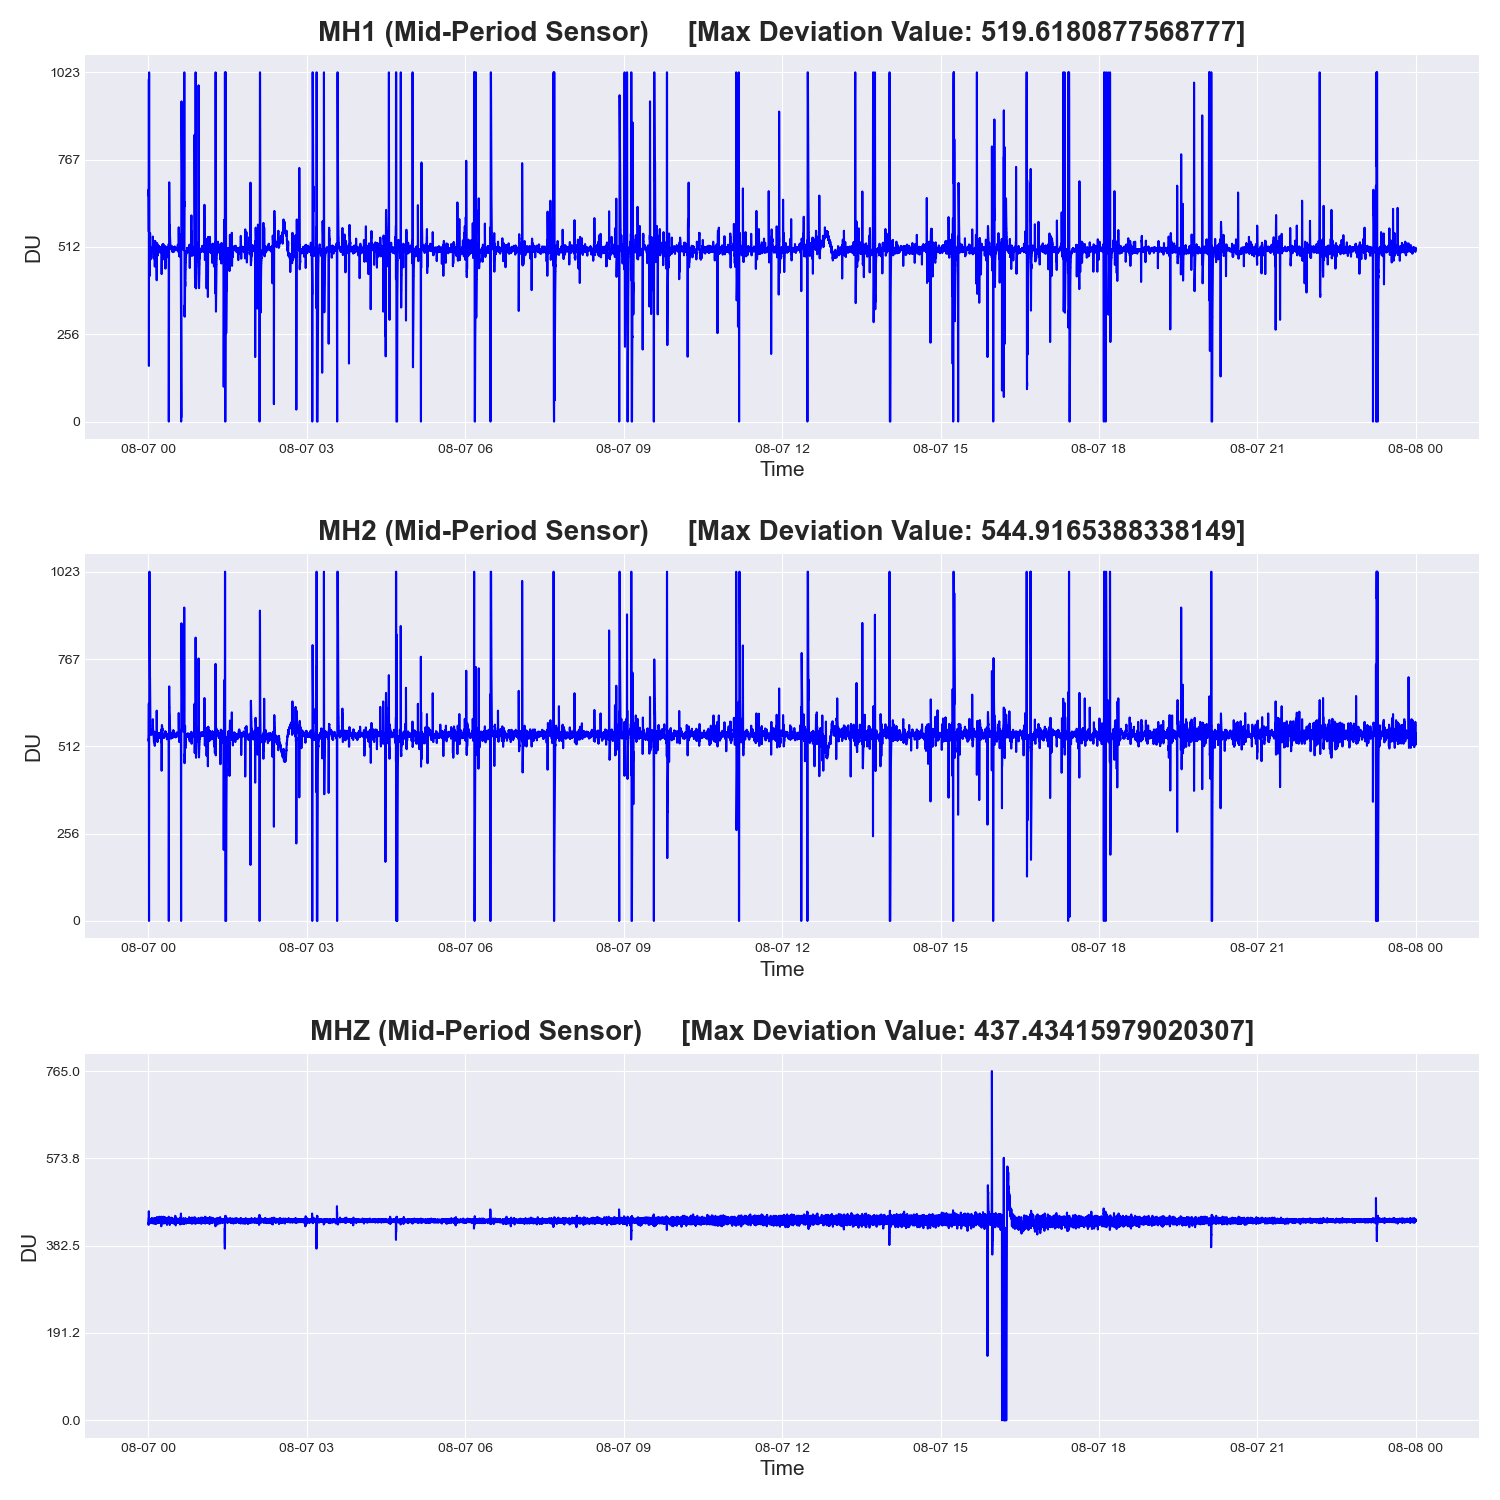 MH1 (Mid-Period Sensor) [Max Deviation Value: 519.6180877568777]
1023
767
512
256
0
DU
08-07 00 08-07 03 08-07 06 08-07 09 08-07 12 08-07 15 08-07 18 08-07 21 08-08 00
Time
MH2 (Mid-Period Sensor) [Max Deviation Value: 544.9165388338149]
1023
767
512
256
0
DU
08-07 00 08-07 03 08-07 06 08-07 09 08-07 12 08-07 15 08-07 18 08-07 21 08-08 00
Time
MHZ (Mid-Period Sensor) [Max Deviation Value: 437.43415979020307]
765.0
573.8
382.5
191.2
0.0
DU
08-07 00 08-07 03 08-07 06 08-07 09 08-07 12 08-07 15 08-07 18 08-07 21 08-08 00
Time